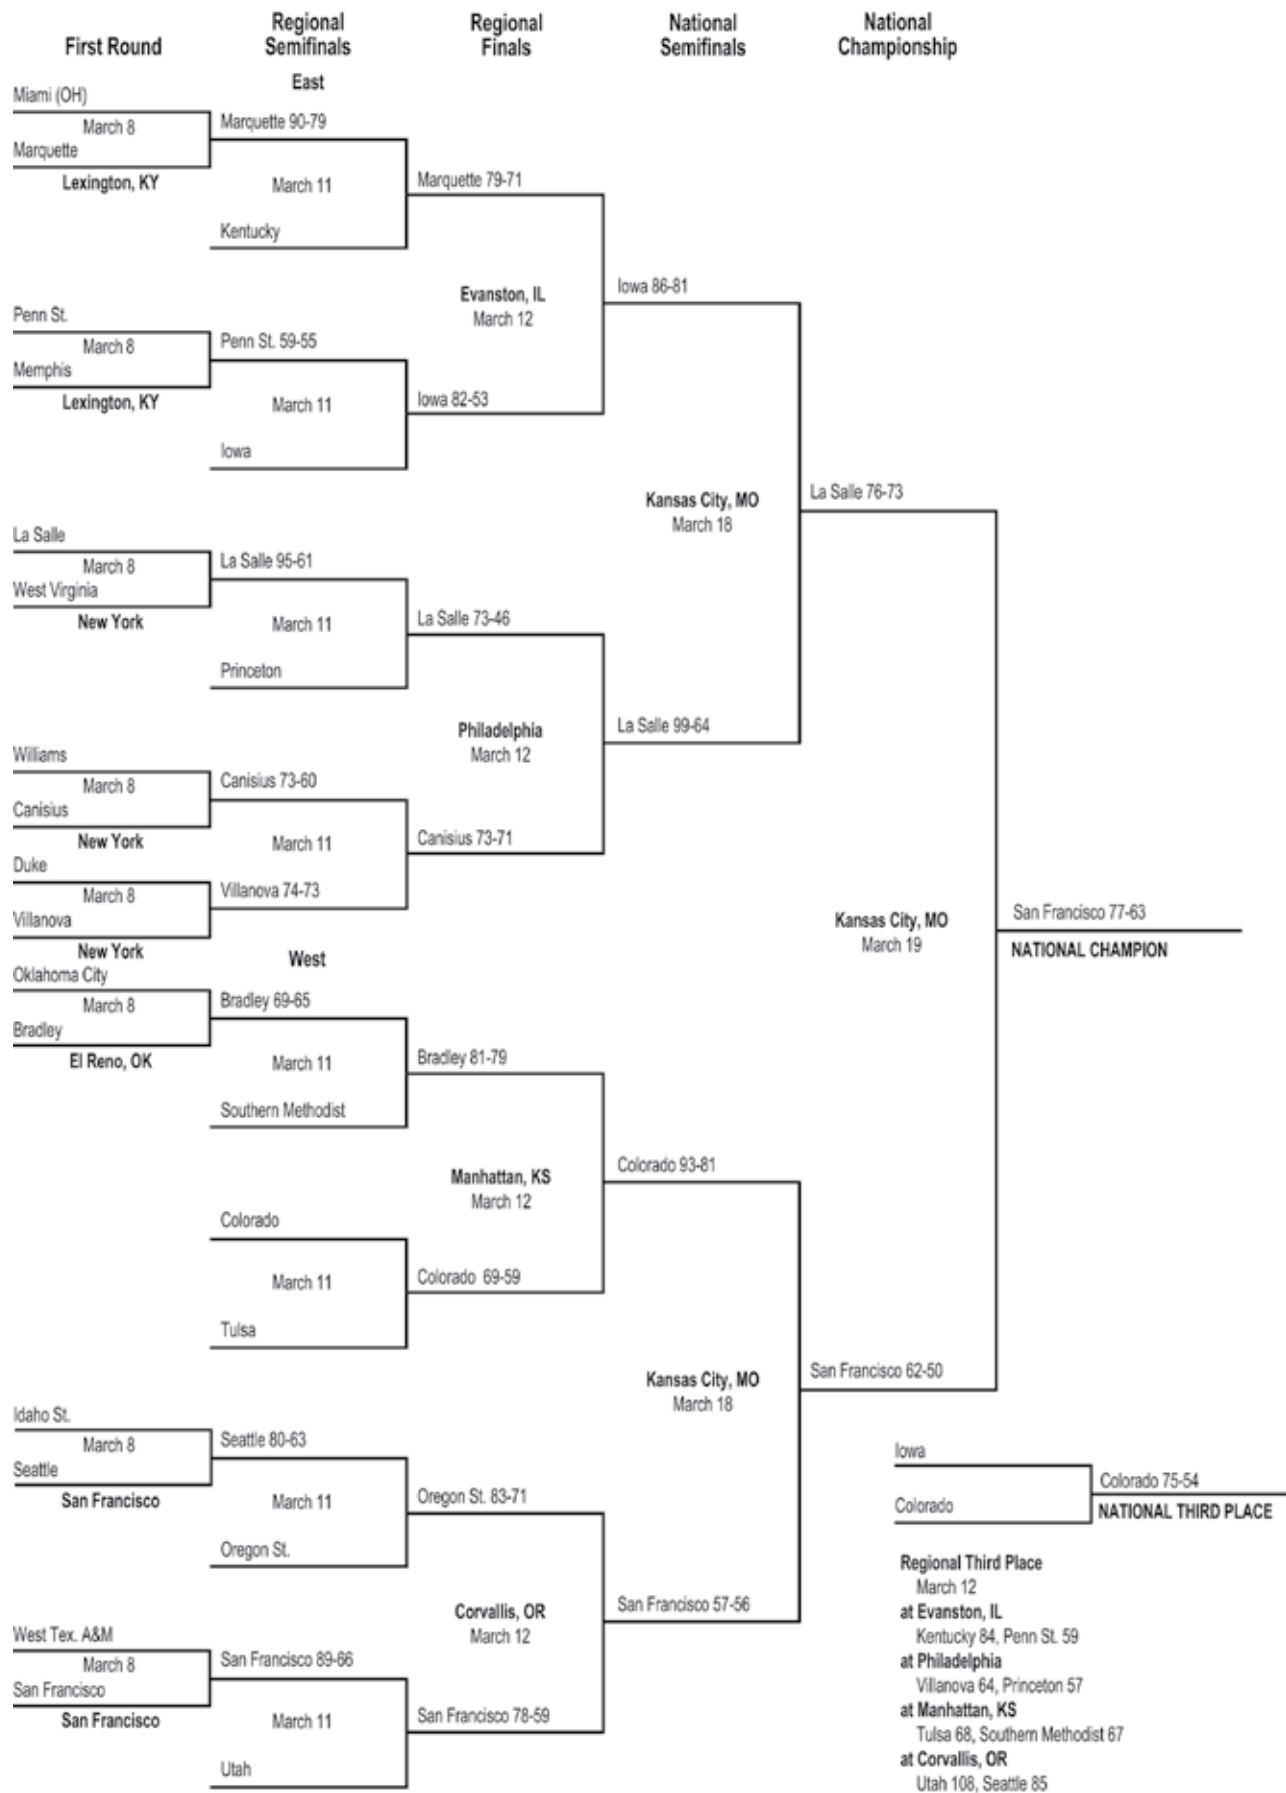 First Round
Regional
Semifinals
Regional
Finals
National
Semifinals
National
Championship
East
Miami (OH)
March 8
Marquette
Lexington, KY
Marquette 90-79
March 11
Kentucky
Marquette 79-71
Evanston, IL
March 12
Iowa 86-81
Penn St.
March 8
Memphis
Lexington, KY
Penn St. 59-55
March 11
Iowa
Iowa 82-53
Kansas City, MO
March 18
La Salle 76-73
La Salle
March 8
West Virginia
New York
La Salle 95-61
March 11
Princeton
La Salle 73-46
Philadelphia
March 12
La Salle 99-64
Williams
March 8
Canisius
New York
Canisius 73-60
March 11
Canisius 73-71
Duke
March 8
Villanova
New York
Villanova 74-73
Kansas City, MO
March 19
San Francisco 77-63
NATIONAL CHAMPION
West
Oklahoma City
March 8
Bradley
El Reno, OK
Bradley 69-65
March 11
Southern Methodist
Bradley 81-79
Manhattan, KS
March 12
Colorado 93-81
Colorado
March 11
Tulsa
Colorado  69-59
Kansas City, MO
March 18
San Francisco 62-50
Idaho St.
March 8
Seattle
San Francisco
Seattle 80-63
March 11
Oregon St.
Oregon St. 83-71
Corvallis, OR
March 12
San Francisco 57-56
West Tex. A&M
March 8
San Francisco
San Francisco
San Francisco 89-66
March 11
Utah
San Francisco 78-59
Iowa
Colorado
Colorado 75-54
NATIONAL THIRD PLACE
Regional Third Place
March 12
at Evanston, IL
Kentucky 84, Penn St. 59
at Philadelphia
Villanova 64, Princeton 57
at Manhattan, KS
Tulsa 68, Southern Methodist 67
at Corvallis, OR
Utah 108, Seattle 85